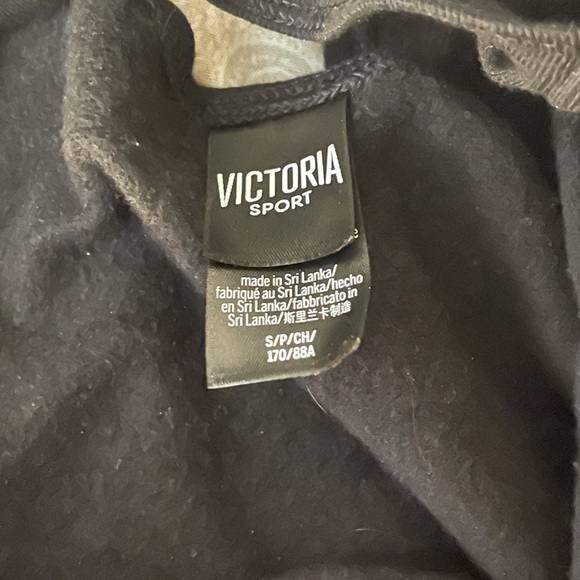 VICTORIA
SPORT
made in Sri Lanka/
fabriqué au Sri Lanka/hecho
en Sri Lanka/fabbricato in
Sri Lanka/斯里兰卡制造
S/P/CH/
170/88A